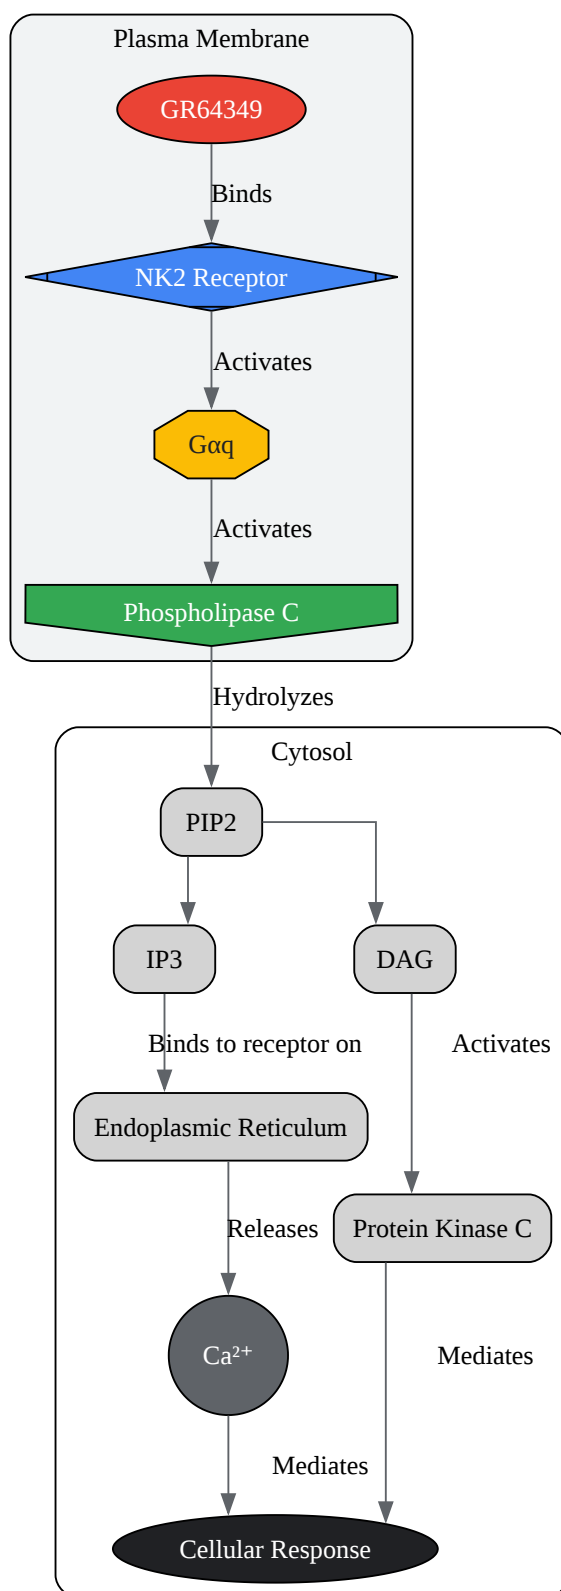 Plasma Membrane
GR64349
Binds
NK2 Receptor
Activates
Gαq
Activates
Phospholipase C
Hydrolyzes
Cytosol
PIP2
IP3
DAG
Binds to receptor on
Activates
Endoplasmic Reticulum
Releases
Protein Kinase C
Ca²⁺
Mediates
Mediates
Cellular Response